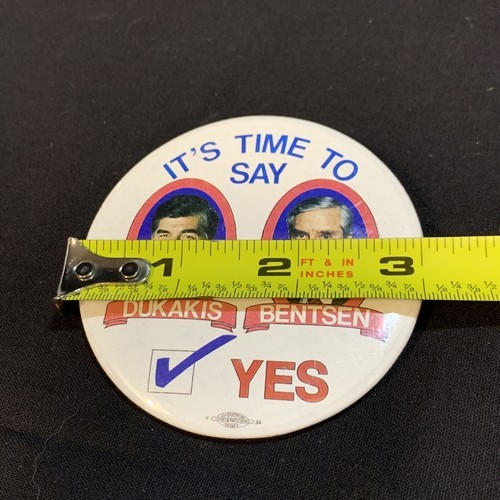 IT'S TIME TO
SAY
1 2 FT & IN 3
INCHES
DUKAKIS BENTSEN
YES